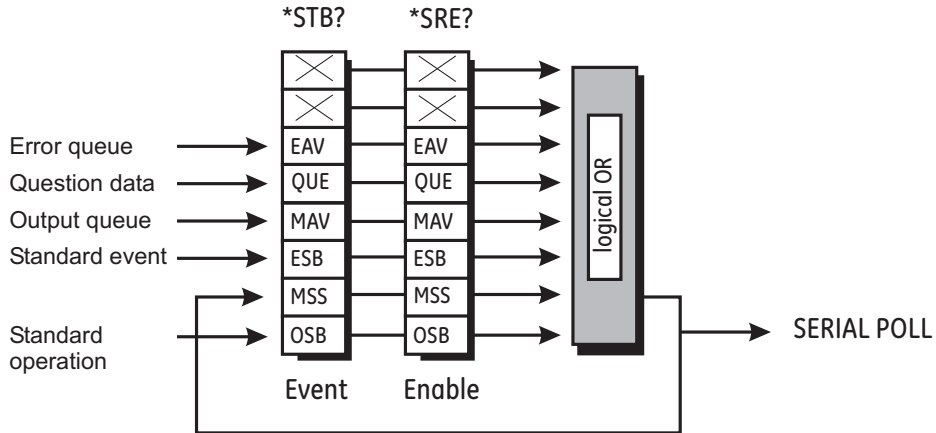 *STB? *SRE?
Error queue EAV EAV
Question data QUE QUE
Output queue MAV MAV
Standard event ESB ESB
MSS MSS
Standard operation OSB OSB
logical OR
SERIAL POLL
Event Enable